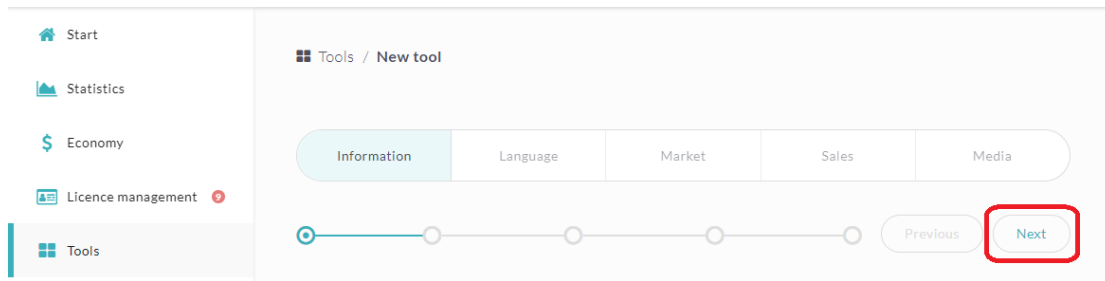 Start
Statistics
$ Economy
Licence management 9
Tools
Tools / New tool
Information Language Market Sales Media
Previous Next